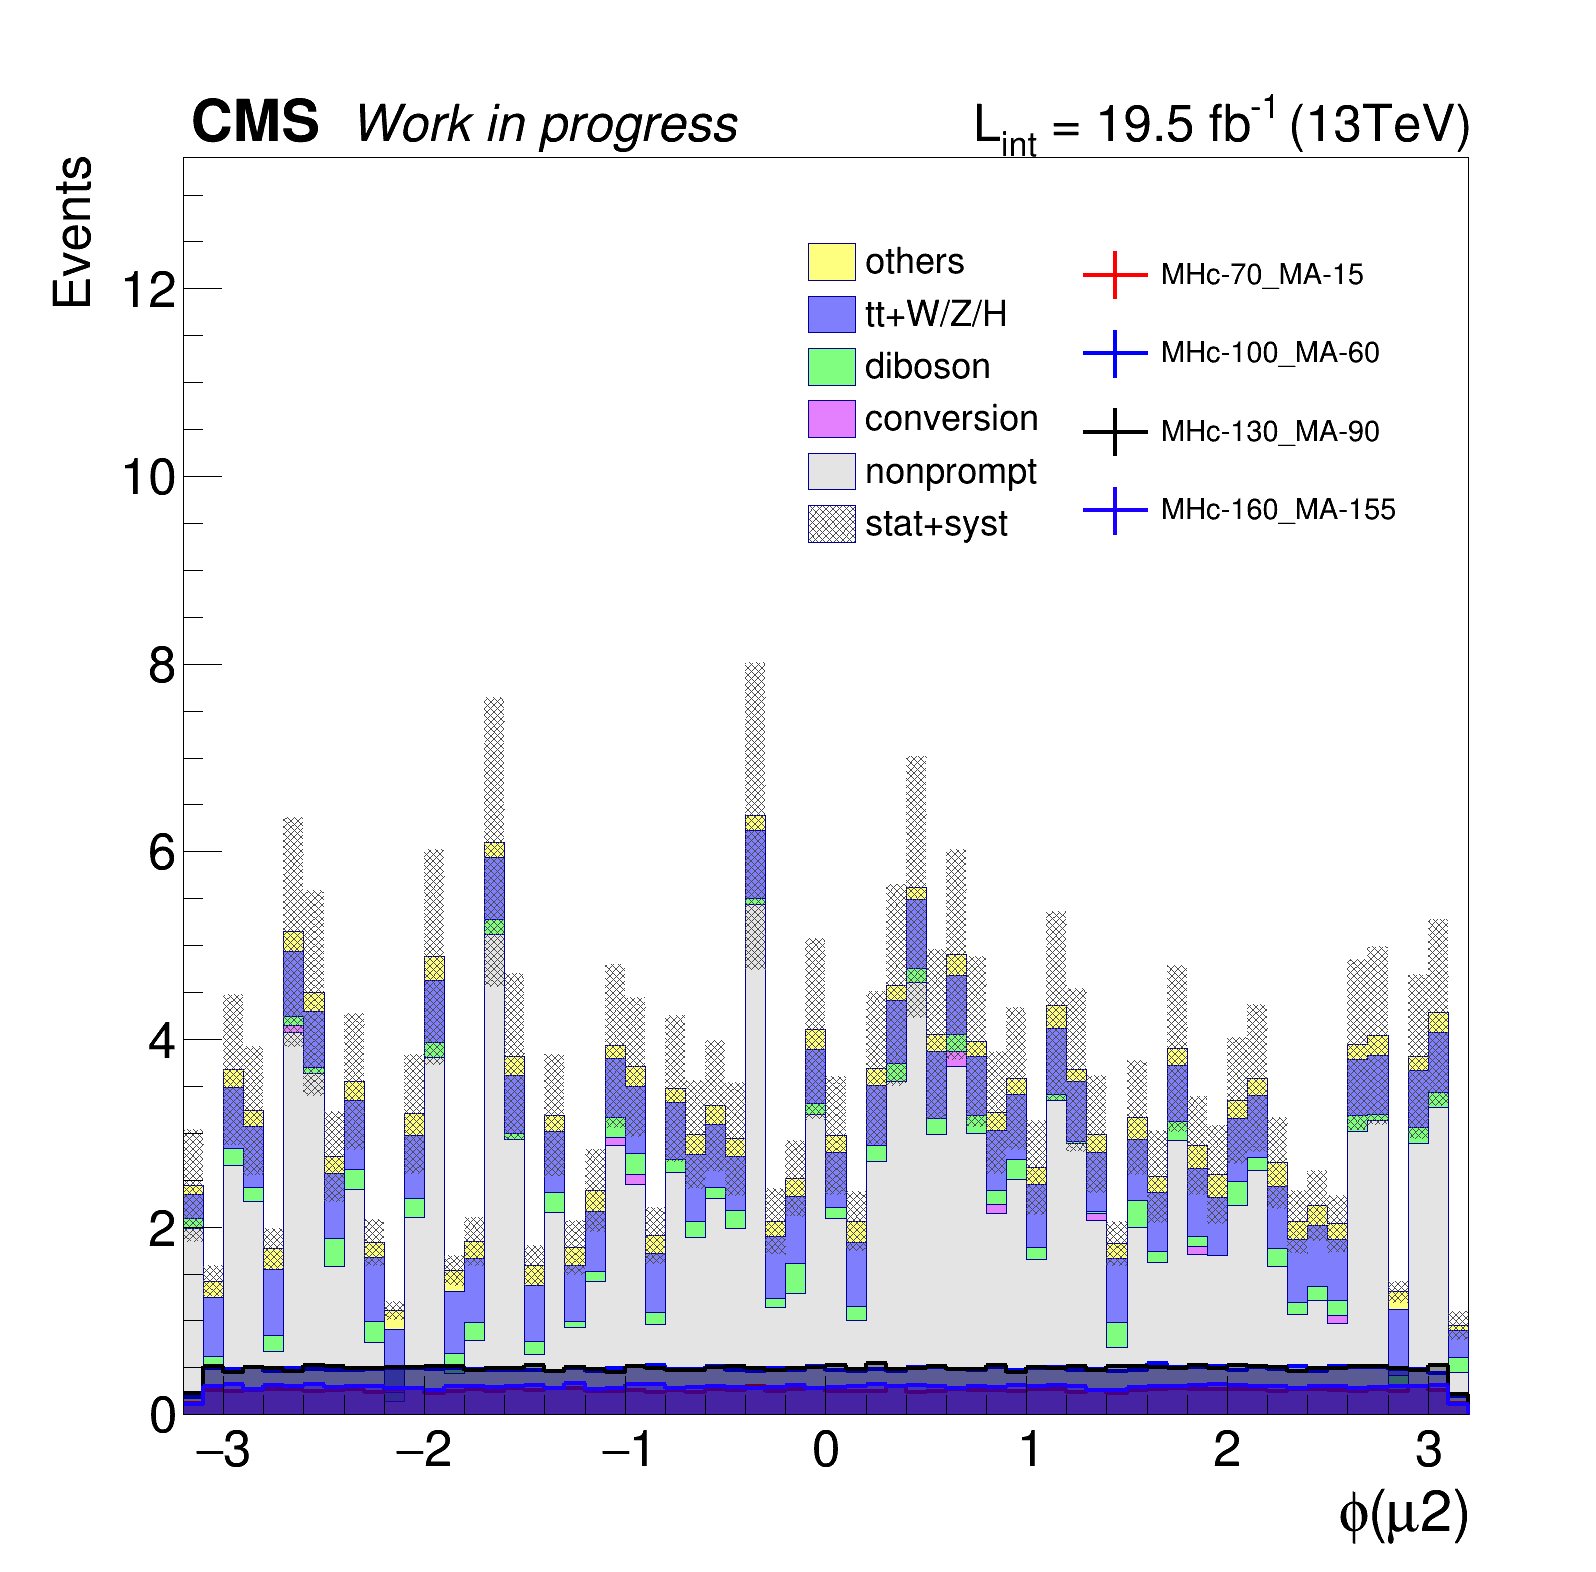 CMS Work in progress L_int = 19.5 fb^-1 (13TeV)
Events
12
10
8
6
4
2
0
others
tt+W/Z/H
diboson
conversion
nonprompt
stat+syst
MHc-70_MA-15
MHc-100_MA-60
MHc-130_MA-90
MHc-160_MA-155
−3 −2 −1 0 1 2 3
ϕ(μ2)